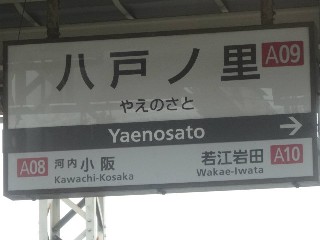 八戸ノ里 A09
やえのさと
Yaenosato →
A08 河内小阪 若江岩田 A10
Kawachi-Kosaka Wakae-Iwata